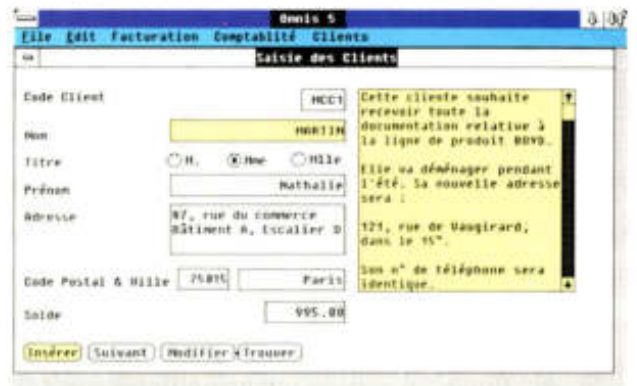 Omnis 5
File Edit Facturation Comptablité Clients
Saisie des Clients
Code Client MCC1
Nom MARTIN
Titre M. Mme Mlle
Prénom Nathalie
Adresse 87, rue du commerce
Bâtiment A, Escalier D
Code Postal & Ville 75015 Paris
Solde 995.00
Insérer Suivant Modifier Trouver
Cette cliente souhaite
recevoir toute la
documentation relative à
la ligne de produit BOYD.
Elle va déménager pendant
l'été. Sa nouvelle adresse
sera :
121, rue de Vaugirard,
dans le 15°.
Son n° de téléphone sera
identique.